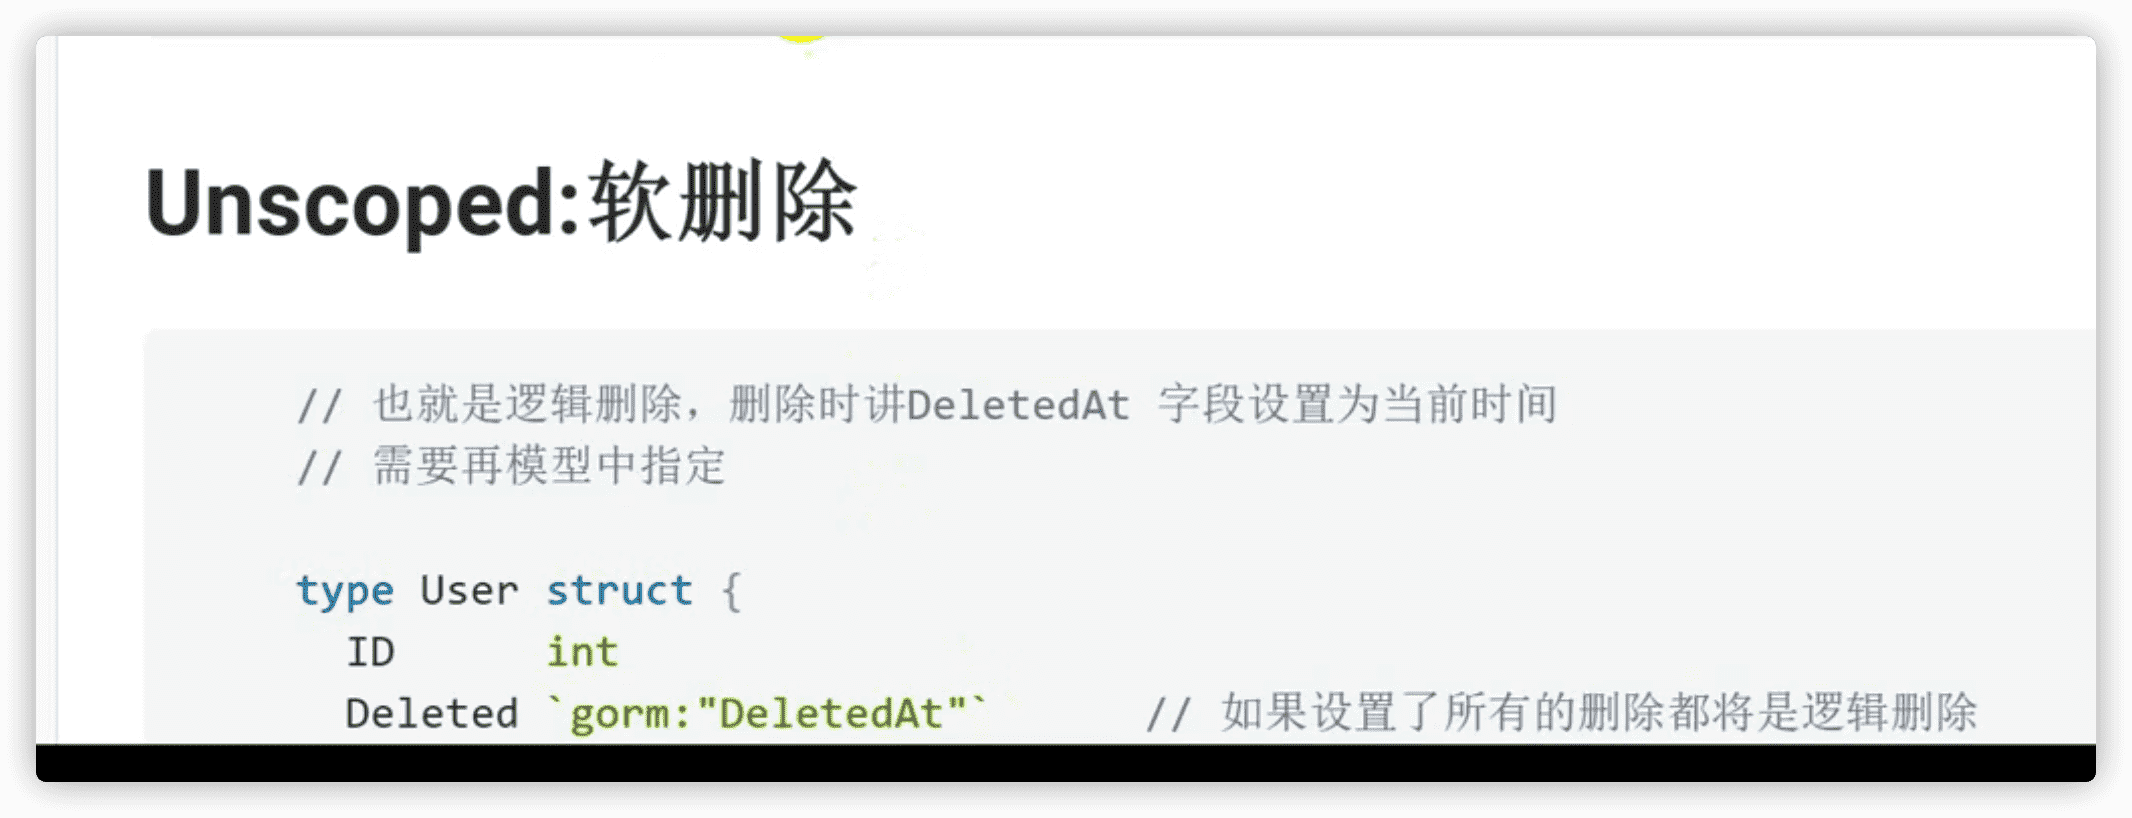 Unscoped:软删除
// 也就是逻辑删除，删除时讲DeletedAt 字段设置为当前时间
// 需要再模型中指定
type User struct {
ID int
Deleted `gorm:"DeletedAt"` // 如果设置了所有的删除都将是逻辑删除